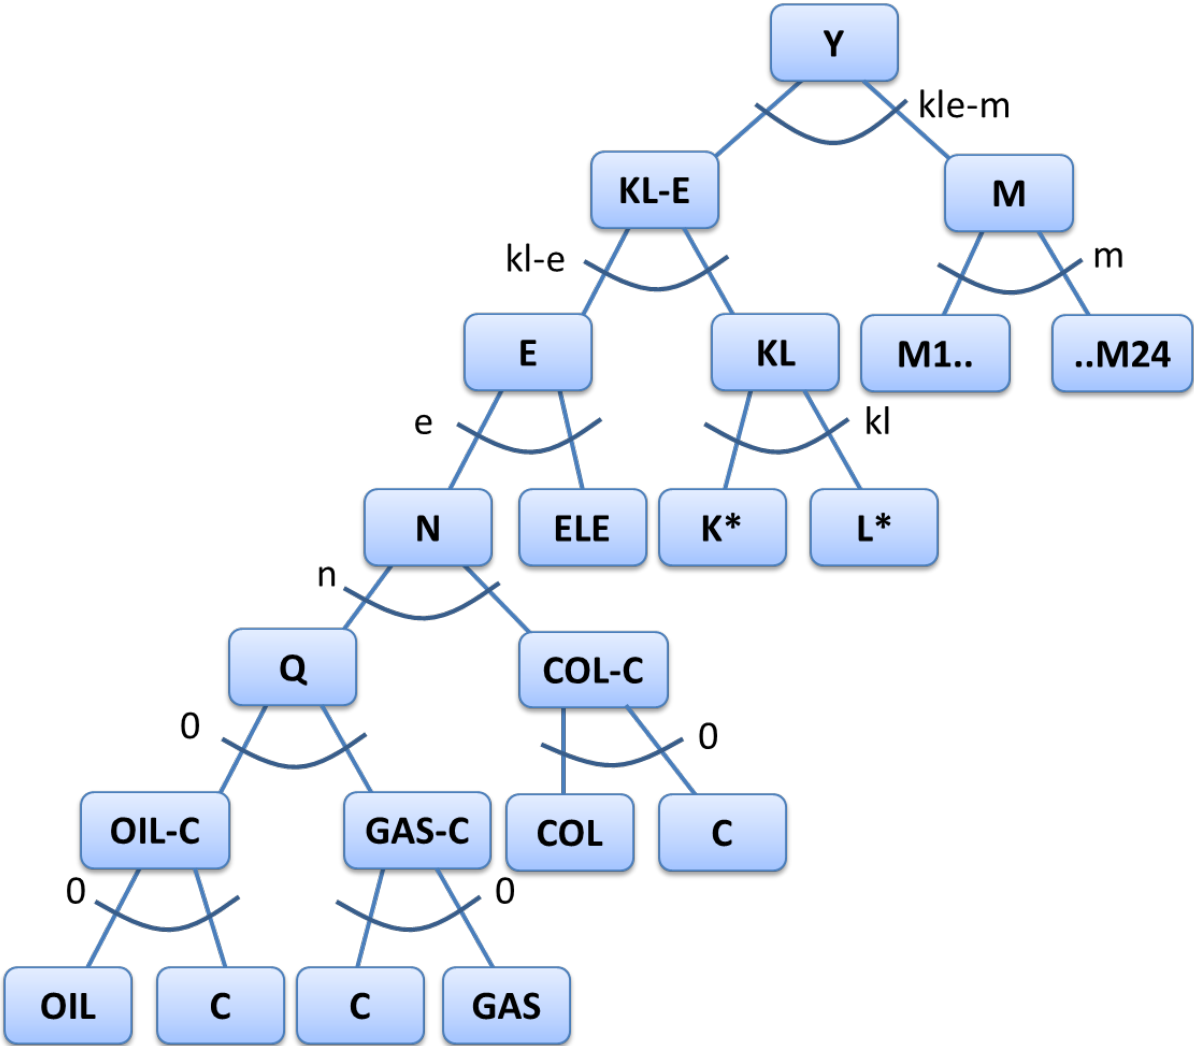 Y
kle-m
KL-E
M
kl-e
m
E
KL
M1..
..M24
e
kl
N
ELE
K*
L*
n
Q
COL-C
0
0
OIL-C
GAS-C
COL
C
0
0
OIL
C
C
GAS